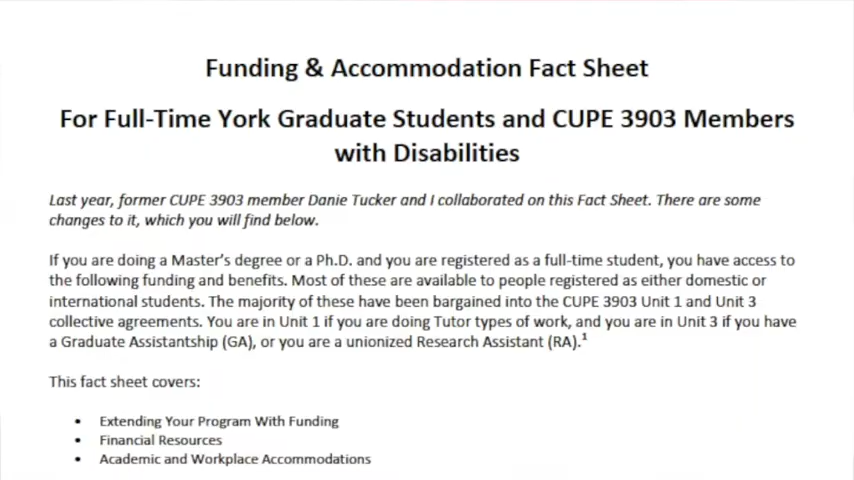 Funding & Accommodation Fact Sheet
For Full-Time York Graduate Students and CUPE 3903 Members
with Disabilities
Last year, former CUPE 3903 member Danie Tucker and I collaborated on this Fact Sheet. There are some
changes to it, which you will find below.
If you are doing a Master's degree or a Ph.D. and you are registered as a full-time student, you have access to
the following funding and benefits. Most of these are available to people registered as either domestic or
international students. The majority of these have been bargained into the CUPE 3903 Unit 1 and Unit 3
collective agreements. You are in Unit 1 if you are doing Tutor types of work, and you are in Unit 3 if you have
a Graduate Assistantship (GA), or you are a unionized Research Assistant (RA).¹
This fact sheet covers:
• Extending Your Program With Funding
• Financial Resources
• Academic and Workplace Accommodations